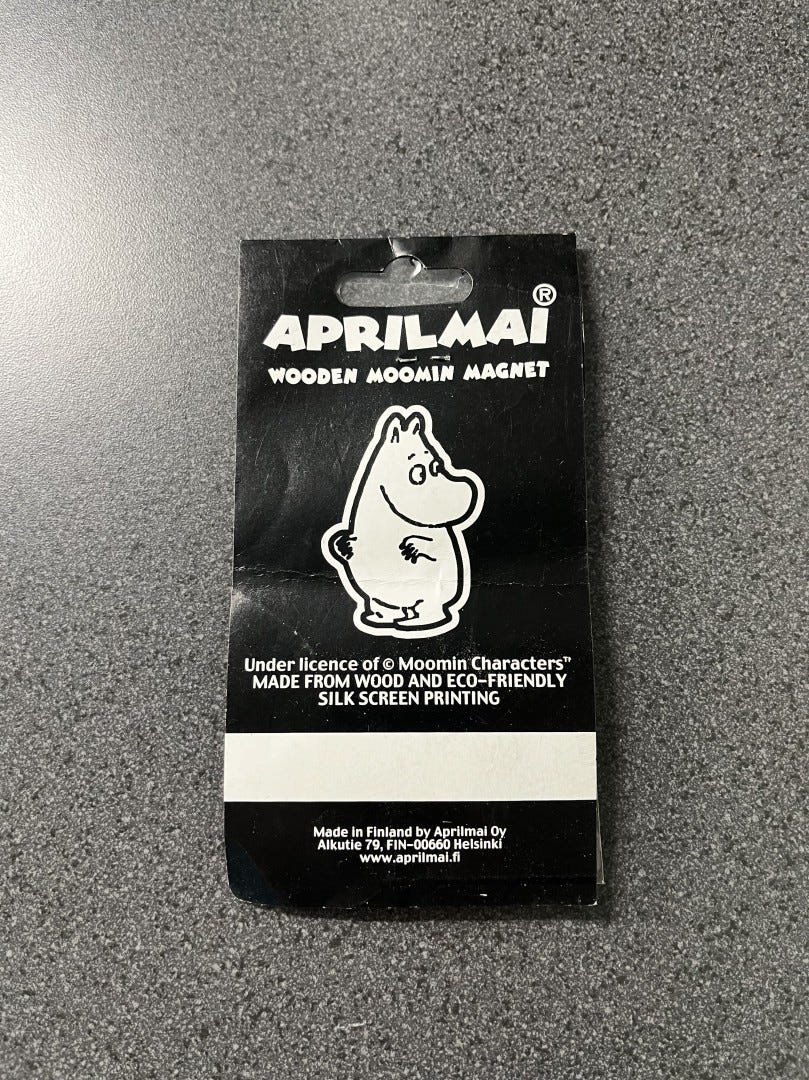 APRILMAI®
WOODEN MOOMIN MAGNET
Under licence of © Moomin Characters™
MADE FROM WOOD AND ECO-FRIENDLY
SILK SCREEN PRINTING
Made in Finland by Aprilmai Oy
Alkutie 79, FIN-00660 Helsinki
www.aprilmai.fi